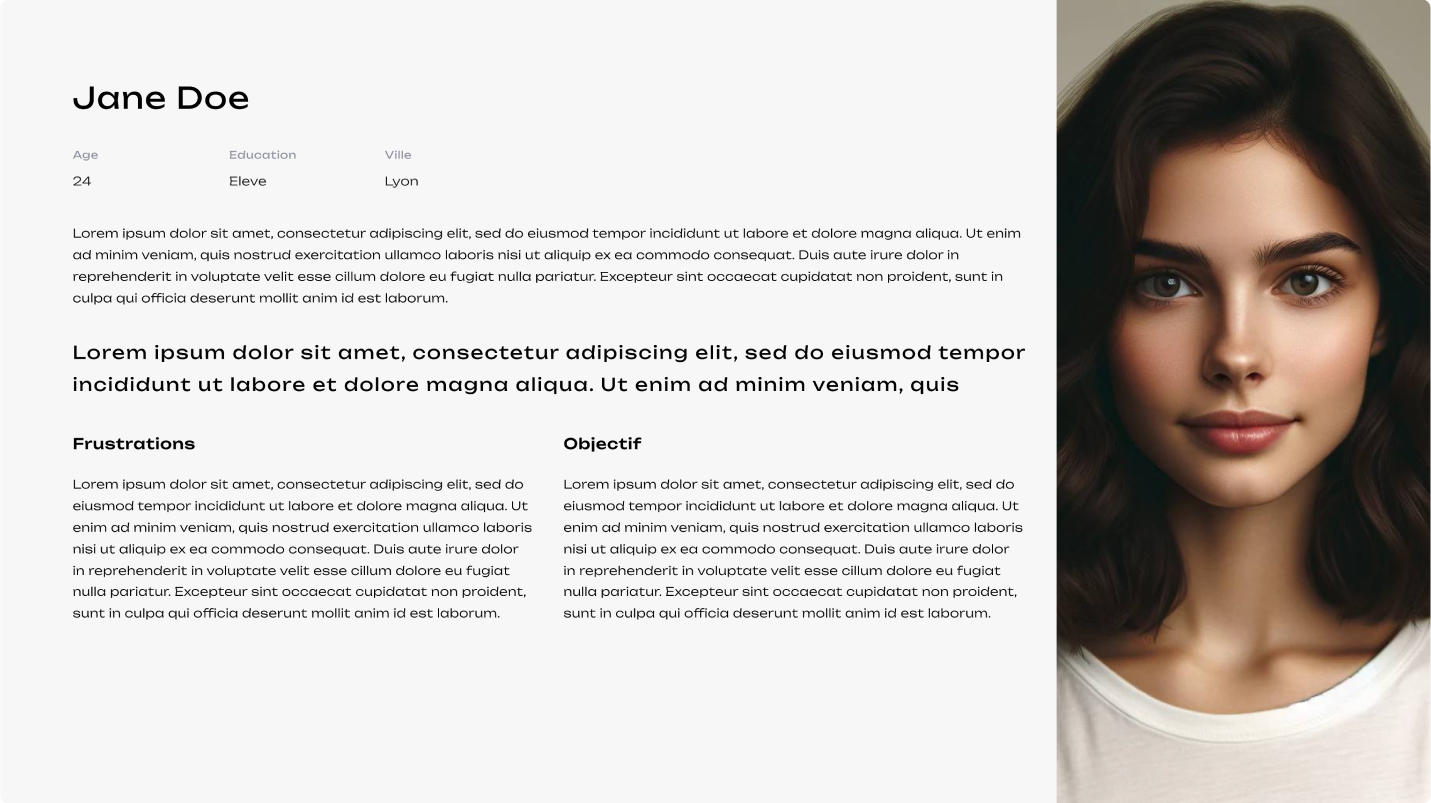 Jane Doe
Age Education Ville
24 Eleve Lyon
Lorem ipsum dolor sit amet, consectetur adipiscing elit, sed do eiusmod tempor incididunt ut labore et dolore magna aliqua. Ut enim
ad minim veniam, quis nostrud exercitation ullamco laboris nisi ut aliquip ex ea commodo consequat. Duis aute irure dolor in
reprehenderit in voluptate velit esse cillum dolore eu fugiat nulla pariatur. Excepteur sint occaecat cupidatat non proident, sunt in
culpa qui officia deserunt mollit anim id est laborum.
Lorem ipsum dolor sit amet, consectetur adipiscing elit, sed do eiusmod tempor
incididunt ut labore et dolore magna aliqua. Ut enim ad minim veniam, quis
Frustrations
Lorem ipsum dolor sit amet, consectetur adipiscing elit, sed do
eiusmod tempor incididunt ut labore et dolore magna aliqua. Ut
enim ad minim veniam, quis nostrud exercitation ullamco laboris
nisi ut aliquip ex ea commodo consequat. Duis aute irure dolor
in reprehenderit in voluptate velit esse cillum dolore eu fugiat
nulla pariatur. Excepteur sint occaecat cupidatat non proident,
sunt in culpa qui officia deserunt mollit anim id est laborum.
Objectif
Lorem ipsum dolor sit amet, consectetur adipiscing elit, sed do
eiusmod tempor incididunt ut labore et dolore magna aliqua. Ut
enim ad minim veniam, quis nostrud exercitation ullamco laboris
nisi ut aliquip ex ea commodo consequat. Duis aute irure dolor
in reprehenderit in voluptate velit esse cillum dolore eu fugiat
nulla pariatur. Excepteur sint occaecat cupidatat non proident,
sunt in culpa qui officia deserunt mollit anim id est laborum.